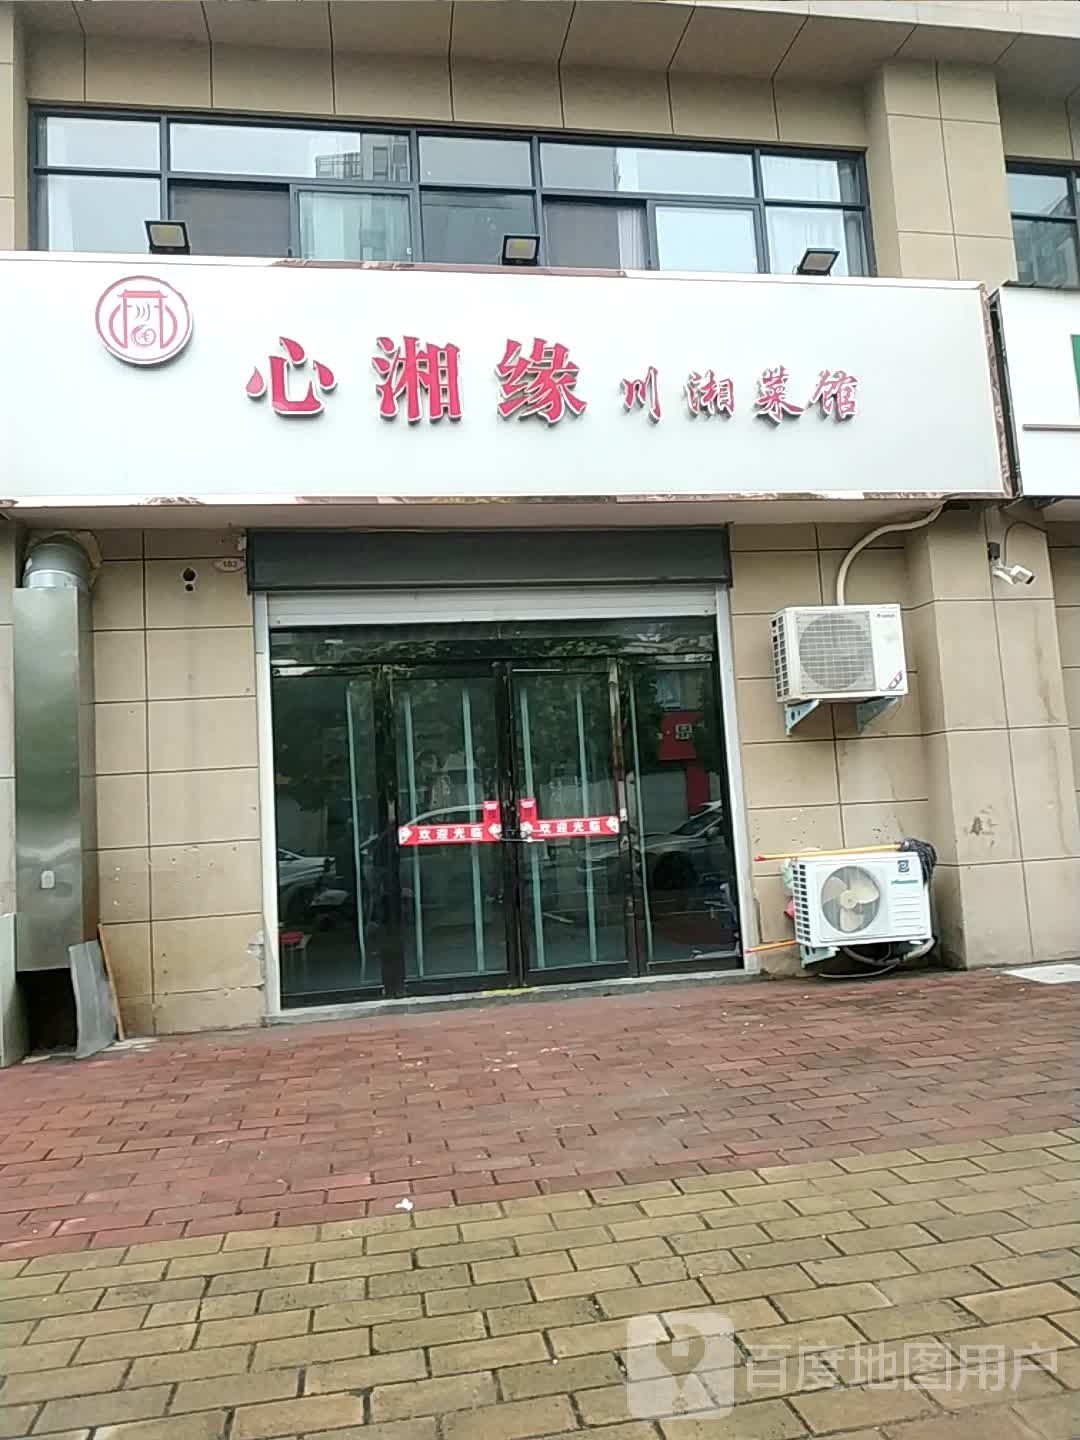 心湘缘 川湘菜馆
103
欢迎光临 欢迎光临
百度地图用户